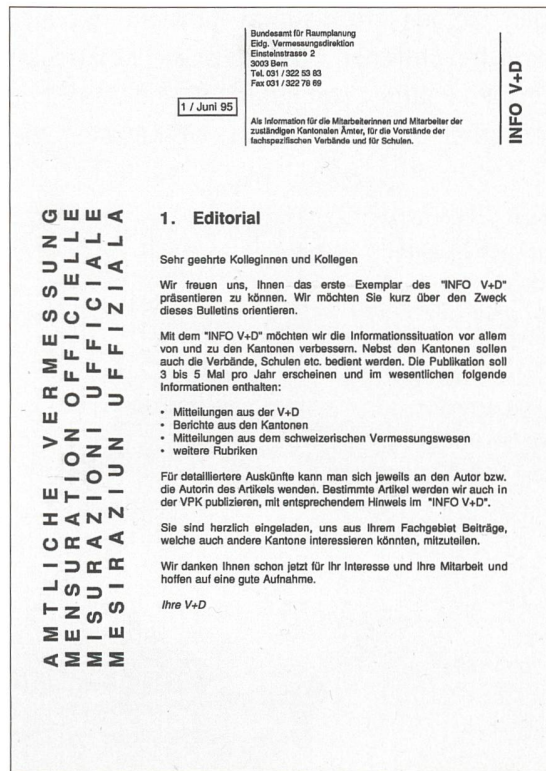 Bundesamt für Raumplanung
Eidg. Vermessungsdirektion
Einsteinstrasse 2
3003 Bern
Tel. 031 / 322 53 83
Fax 031 / 322 78 69
1 / Juni 95
Als Information für die Mitarbeiterinnen und Mitarbeiter der
zuständigen Kantonalen Ämter, für die Vorstände der
fachspezifischen Verbände und für Schulen.
INFO V+D
AMTLICHE VERMESSUNG
MENSURATION OFFICIELLE
MISURAZIONI UFFICIALE
MESIRAZIUN UFFIZIALA
1. Editorial
Sehr geehrte Kolleginnen und Kollegen
Wir freuen uns, Ihnen das erste Exemplar des "INFO V+D"
präsentieren zu können. Wir möchten Sie kurz über den Zweck
dieses Bulletins orientieren.
Mit dem "INFO V+D" möchten wir die Informationssituation vor allem
von und zu den Kantonen verbessern. Nebst den Kantonen sollen
auch die Verbände, Schulen etc. bedient werden. Die Publikation soll
3 bis 5 Mal pro Jahr erscheinen und im wesentlichen folgende
Informationen enthalten:
• Mitteilungen aus der V+D
• Berichte aus den Kantonen
• Mitteilungen aus dem schweizerischen Vermessungswesen
• weitere Rubriken
Für detailliertere Auskünfte kann man sich jeweils an den Autor bzw.
die Autorin des Artikels wenden. Bestimmte Artikel werden wir auch in
der VPK publizieren, mit entsprechendem Hinweis im "INFO V+D".
Sie sind herzlich eingeladen, uns aus Ihrem Fachgebiet Beiträge,
welche auch andere Kantone interessieren könnten, mitzuteilen.
Wir danken Ihnen schon jetzt für Ihr Interesse und Ihre Mitarbeit und
hoffen auf eine gute Aufnahme.
Ihre V+D